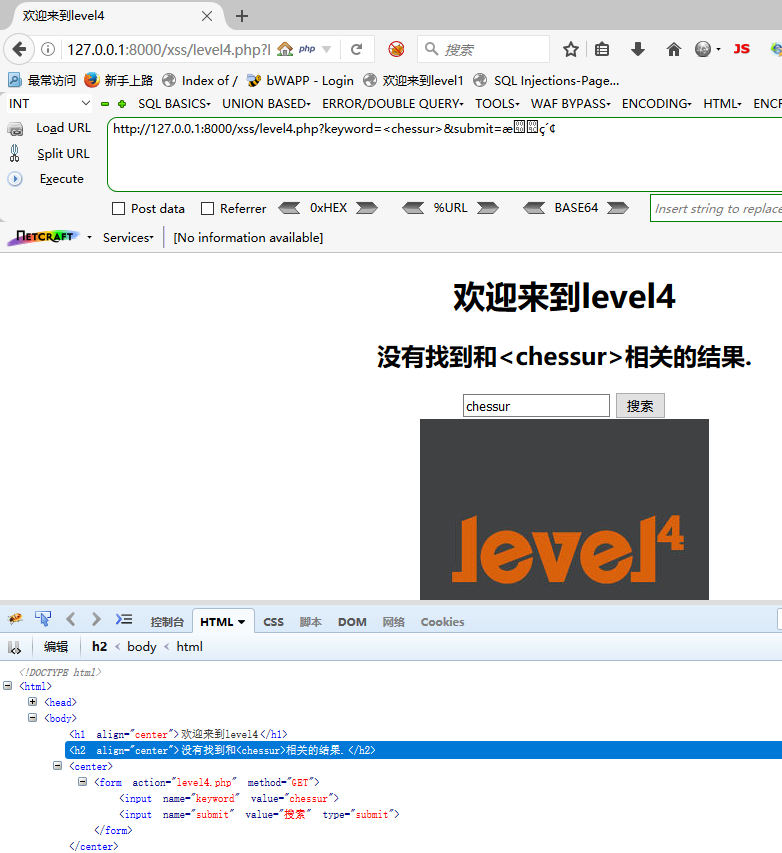 欢迎来到level4
127.0.0.1:8000/xss/level4.php?l php 搜索 JS
最常访问 新手上路 Index of / bWAPP - Login 欢迎来到level1 SQL Injections-Page...
INT SQL BASICS UNION BASED ERROR/DOUBLE QUERY TOOLS WAF BYPASS ENCODING HTML ENCR
Load URL http://127.0.0.1:8000/xss/level4.php?keyword=<chessur>&submit=æç´¢
Split URL
Execute
Post data Referrer 0xHEX %URL BASE64 Insert string to replace
NETCRAFT Services [No information available]
欢迎来到level4
没有找到和<chessur>相关的结果.
chessur 搜索
level4
控制台 HTML CSS 脚本 DOM 网络 Cookies
编辑 h2 < body < html
<!DOCTYPE html>
<html>
<head>
<body>
<h1 align="center">欢迎来到level4</h1>
<h2 align="center">没有找到和<chessur>相关的结果.</h2>
<center>
<form action="level4.php" method="GET">
<input name="keyword" value="chessur">
<input name="submit" value="搜索" type="submit">
</form>
</center>